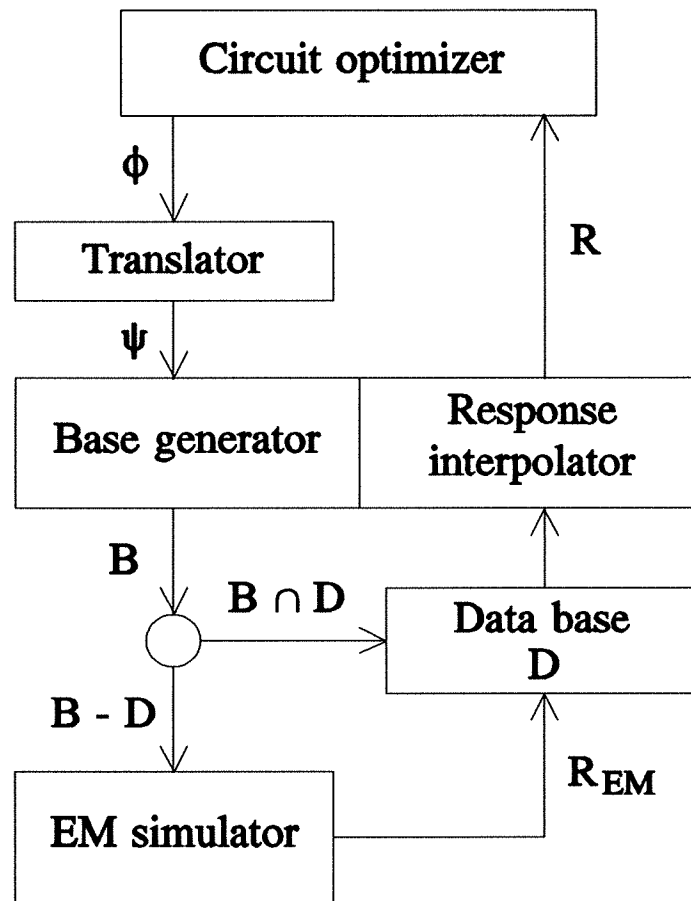 Circuit optimizer
ϕ
R
Translator
ψ
Base generator
Response
interpolator
B
B ∩ D
Data base
D
B - D
R_EM
EM simulator